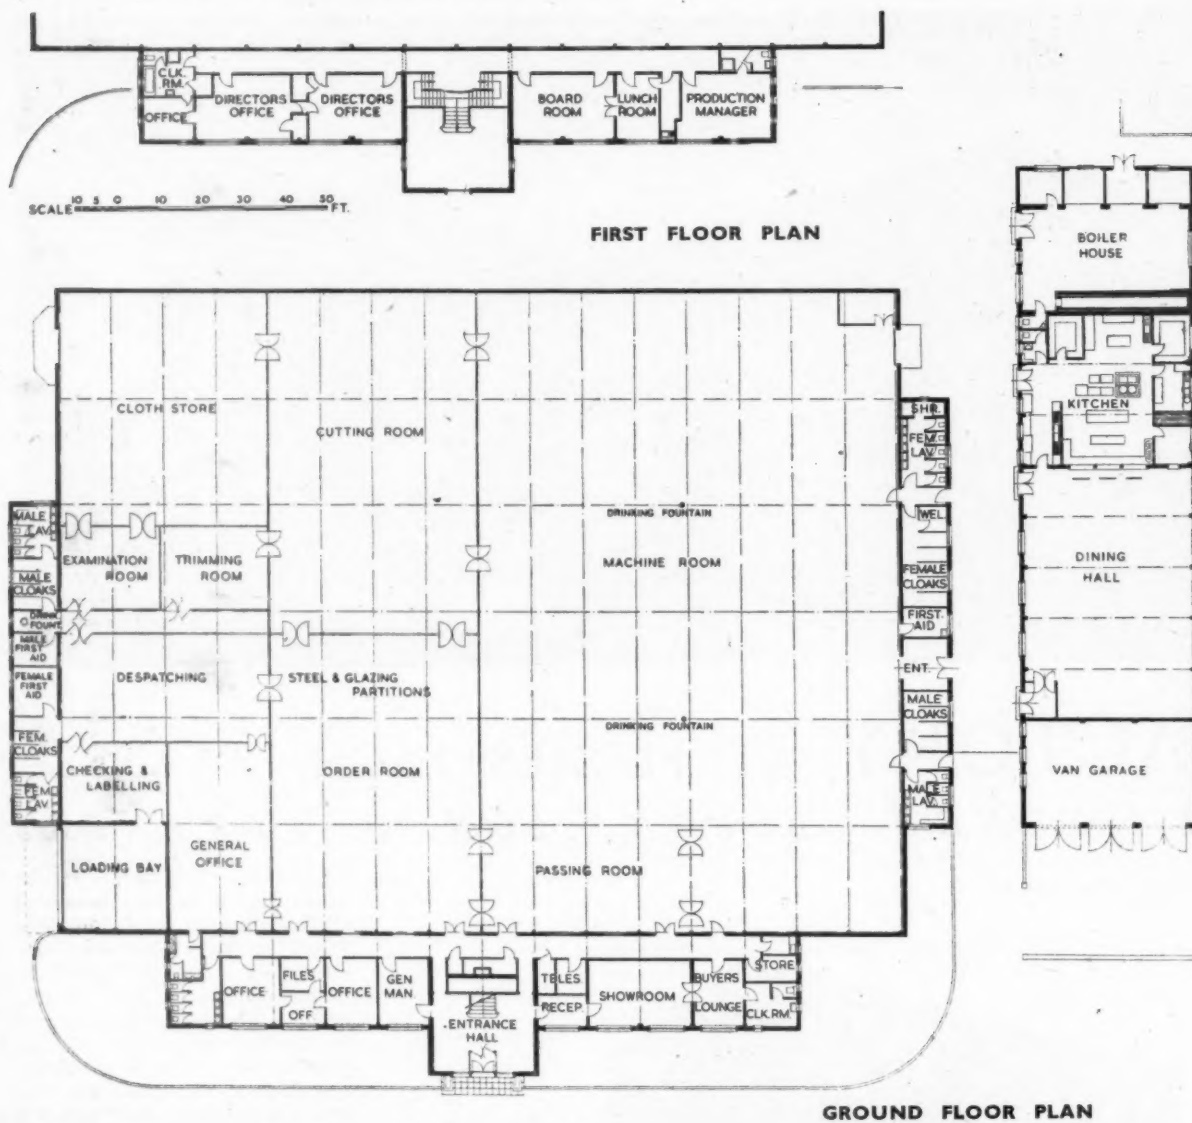 CLK.
RM.
OFFICE
DIRECTORS
OFFICE
DIRECTORS
OFFICE
BOARD
ROOM
LUNCH
ROOM
PRODUCTION
MANAGER
SCALE 10 5 0 10 20 30 40 50 FT.
FIRST FLOOR PLAN
BOILER
HOUSE
KITCHEN
DINING
HALL
VAN GARAGE
CLOTH STORE
CUTTING ROOM
SHR.
FEM.
LAV.
DRINKING FOUNTAIN
WEL.
MALE
LAV.
EXAMINATION
ROOM
TRIMMING
ROOM
MACHINE ROOM
MALE
CLOAKS
FEMALE
CLOAKS
DRINK.
FOUNT.
FIRST
AID
MALE
FIRST
AID
FEMALE
FIRST
AID
DESPATCHING
STEEL & GLAZING
PARTITIONS
ENT.
MALE
CLOAKS
DRINKING FOUNTAIN
FEM.
CLOAKS
CHECKING &
LABELLING
ORDER ROOM
FEM.
LAV.
MALE
LAV.
GENERAL
OFFICE
LOADING BAY
PASSING ROOM
OFFICE
FILES
OFF.
OFFICE
GEN.
MAN.
ENTRANCE
HALL
TELES.
RECEP.
SHOWROOM
BUYERS
LOUNGE
STORE
CLK.RM.
GROUND FLOOR PLAN